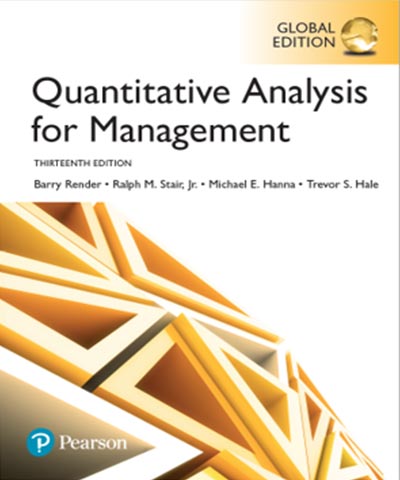 GLOBAL
EDITION
Quantitative Analysis
for Management
THIRTEENTH EDITION
Barry Render • Ralph M. Stair, Jr. • Michael E. Hanna • Trevor S. Hale
P Pearson